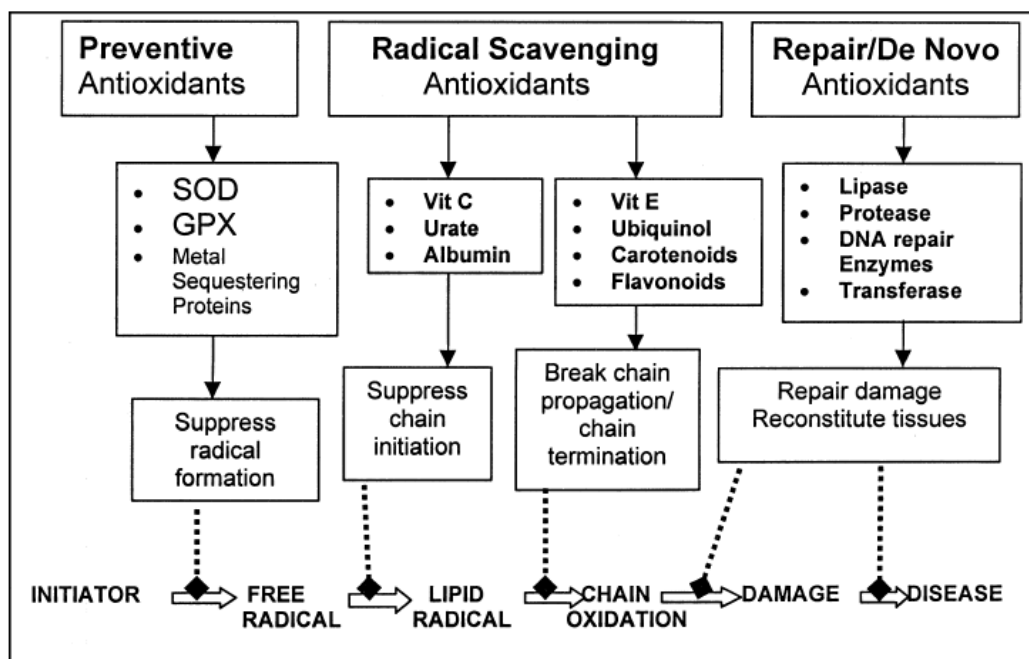 Preventive
Antioxidants
Radical Scavenging
Antioxidants
Repair/De Novo
Antioxidants
• SOD
• GPX
• Metal
Sequestering
Proteins
• Vit C
• Urate
• Albumin
• Vit E
• Ubiquinol
• Carotenoids
• Flavonoids
• Lipase
• Protease
• DNA repair
Enzymes
• Transferase
Suppress
radical
formation
Suppress
chain
initiation
Break chain
propagation/
chain
termination
Repair damage
Reconstitute tissues
INITIATOR
FREE
RADICAL
LIPID
RADICAL
CHAIN
OXIDATION
DAMAGE
DISEASE